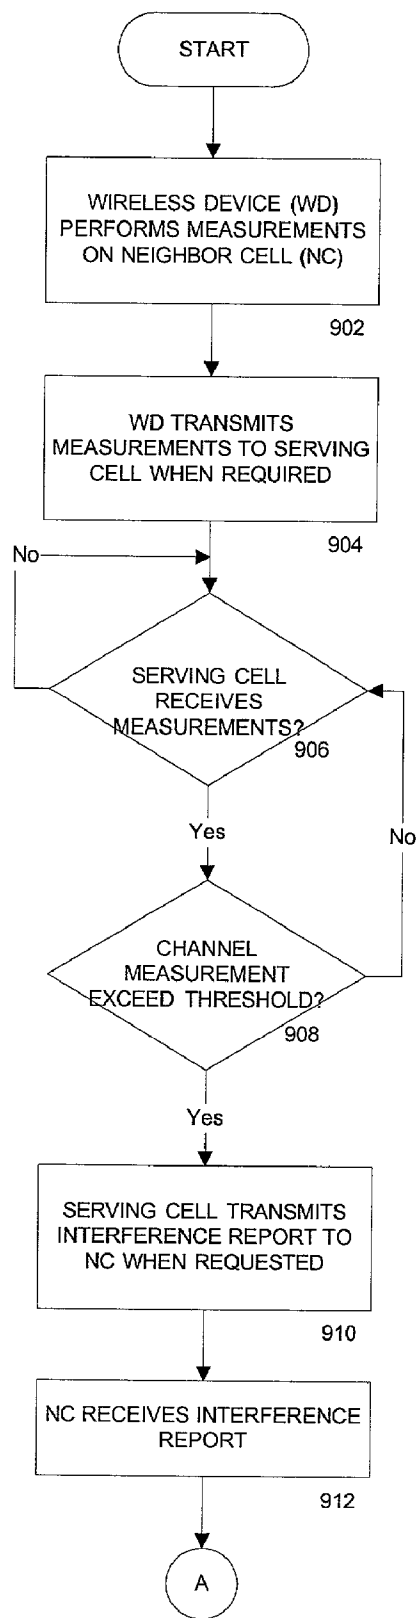 START
WIRELESS DEVICE (WD)
PERFORMS MEASUREMENTS
ON NEIGHBOR CELL (NC)
902
WD TRANSMITS
MEASUREMENTS TO SERVING
CELL WHEN REQUIRED
904
No
SERVING CELL
RECEIVES
MEASUREMENTS?
906
Yes
No
CHANNEL
MEASUREMENT
EXCEED THRESHOLD?
908
Yes
SERVING CELL TRANSMITS
INTERFERENCE REPORT TO
NC WHEN REQUESTED
910
NC RECEIVES INTERFERENCE
REPORT
912
A